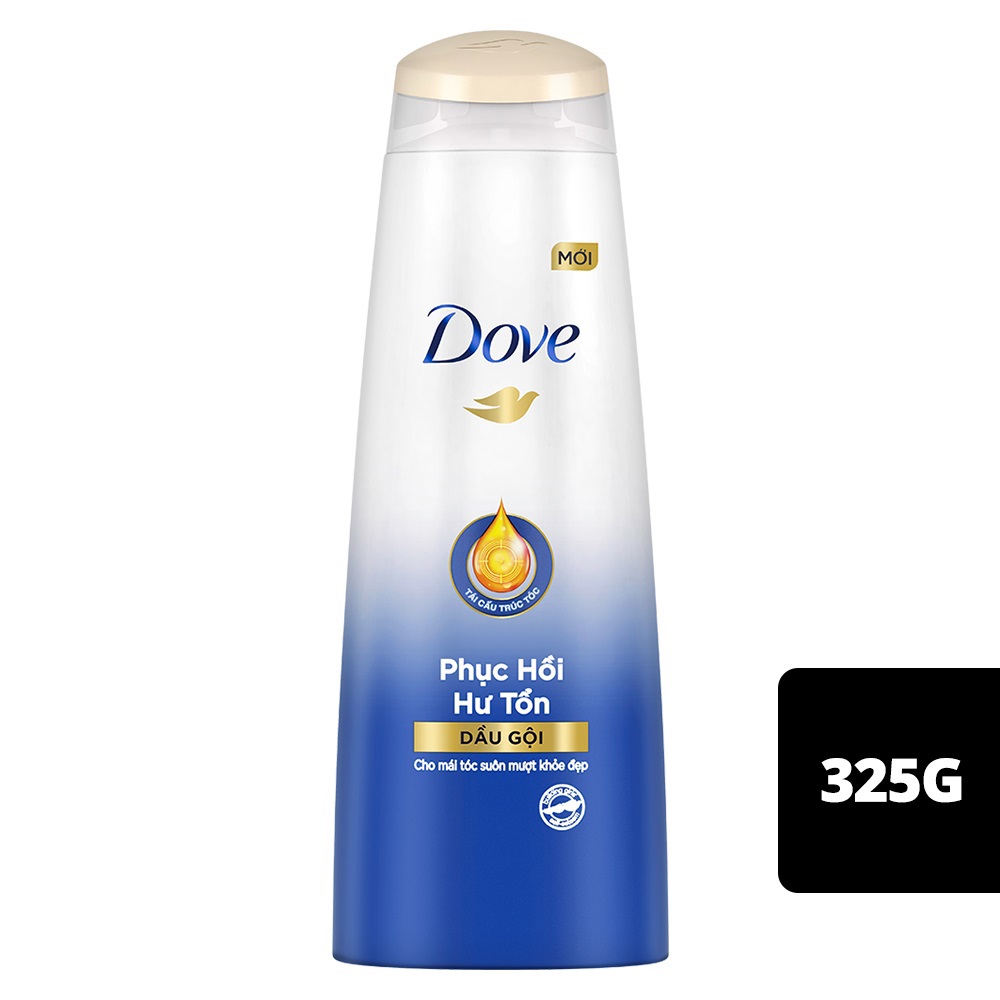 MỚI
Dove
TÁI CẤU TRÚC TÓC
Phục Hồi
Hư Tổn
DẦU GỘI
Cho mái tóc suôn mượt khỏe đẹp
325G